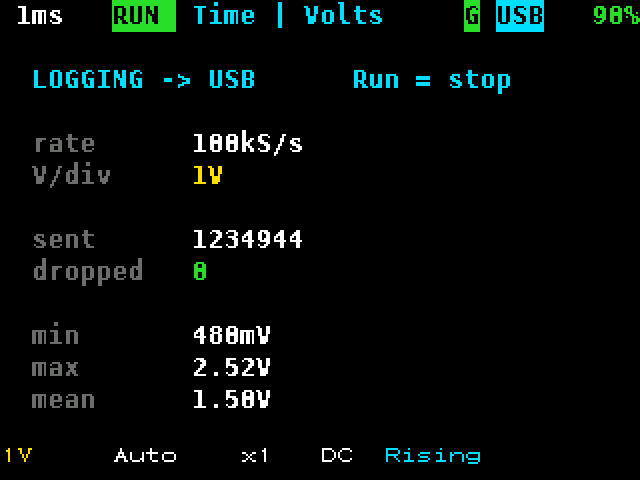 1ms RUN Time | Volts G USB 90%
LOGGING -> USB Run = stop
rate 100kS/s
V/div 1V
sent 1234944
dropped 0
min 480mV
max 2.52V
mean 1.50V
1V Auto x1 DC Rising